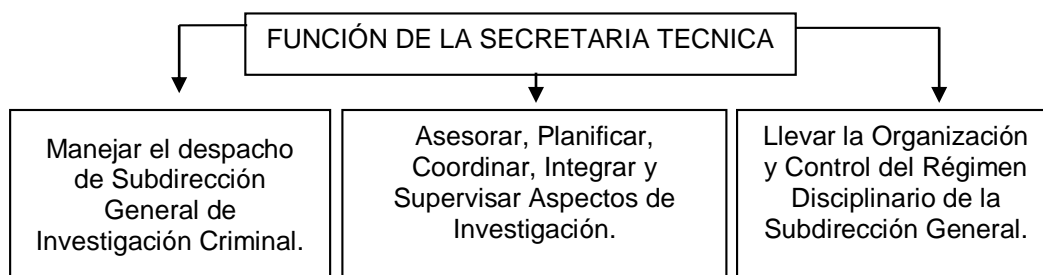 FUNCIÓN DE LA SECRETARIA TECNICA
Manejar el despacho
de Subdirección
General de
Investigación Criminal.
Asesorar, Planificar,
Coordinar, Integrar y
Supervisar Aspectos de
Investigación.
Llevar la Organización
y Control del Régimen
Disciplinario de la
Subdirección General.